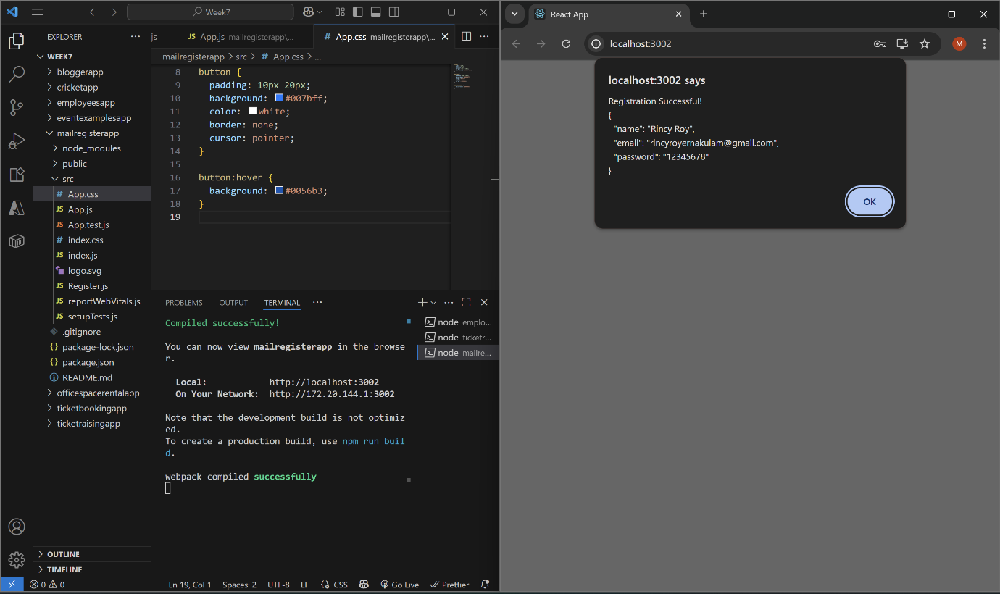 Week7
EXPLORER
WEEK7
bloggerapp
cricketapp
employeesapp
eventexamplesapp
mailregisterapp
node_modules
public
src
# App.css
JS App.js
JS App.test.js
# index.css
JS index.js
logo.svg
JS Register.js
JS reportWebVitals.js
JS setupTests.js
.gitignore
{} package-lock.json
{} package.json
README.md
officespacerentalapp
ticketbookingapp
ticketraisingapp
OUTLINE
TIMELINE
js
JS App.js mailregisterapp\...
# App.css mailregisterapp\...
mailregisterapp > src > # App.css > ...
8 button {
9 padding: 10px 20px;
10 background: #007bff;
11 color: white;
12 border: none;
13 cursor: pointer;
14 }
15
16 button:hover {
17 background: #0056b3;
18 }
19
PROBLEMS OUTPUT TERMINAL
Compiled successfully!
You can now view mailregisterapp in the browse
r.
Local: http://localhost:3002
On Your Network: http://172.20.144.1:3002
Note that the development build is not optimiz
ed.
To create a production build, use npm run buil
d.
webpack compiled successfully
node emplo...
node ticketr...
node mailre...
0 0
Ln 19, Col 1 Spaces: 2 UTF-8 LF CSS Go Live Prettier
React App
localhost:3002
M
localhost:3002 says
Registration Successful!
{
"name": "Rincy Roy",
"email": "rincyroyernakulam@gmail.com",
"password": "12345678"
}
OK